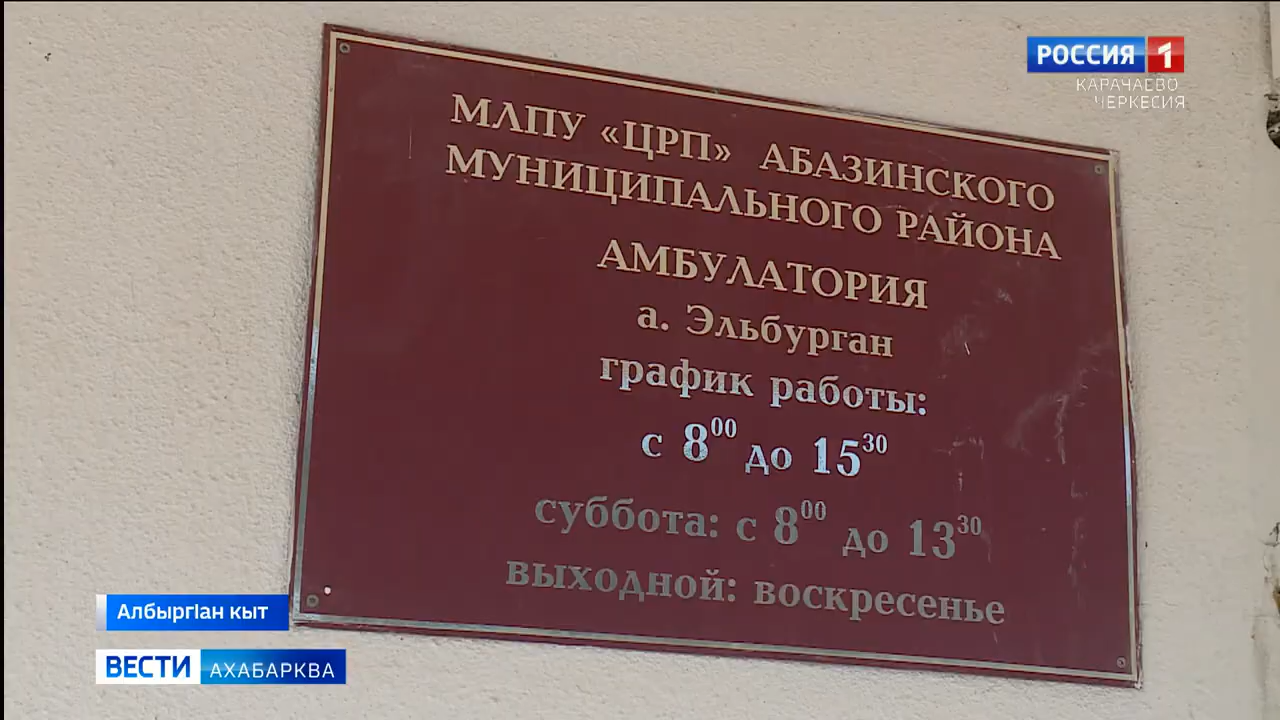 РОССИЯ 1
КАРАЧАЕВО
ЧЕРКЕСИЯ
МЛПУ «ЦРП» АБАЗИНСКОГО
МУНИЦИПАЛЬНОГО РАЙОНА
АМБУЛАТОРИЯ
а. Эльбурган
график работы:
с 8⁰⁰ до 15³⁰
суббота: с 8⁰⁰ до 13³⁰
выходной: воскресенье
АлбыргӀан кыт
ВЕСТИ АХАБАРКВА